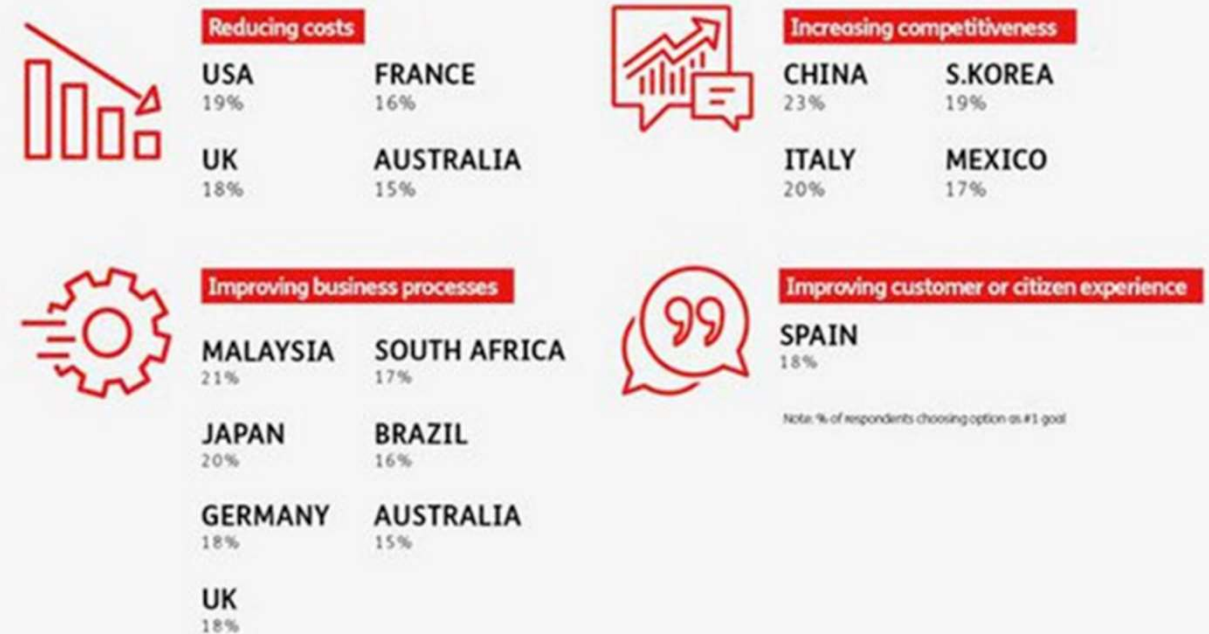 Reducing costs
USA FRANCE
19% 16%
UK AUSTRALIA
18% 15%
Increasing competitiveness
CHINA S.KOREA
23% 19%
ITALY MEXICO
20% 17%
Improving business processes
MALAYSIA SOUTH AFRICA
21% 17%
JAPAN BRAZIL
20% 16%
GERMANY AUSTRALIA
18% 15%
UK
18%
Improving customer or citizen experience
SPAIN
18%
Note: % of respondents choosing option as #1 goal